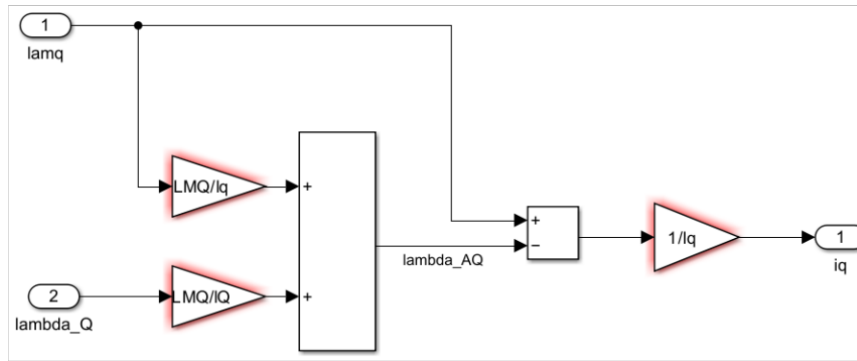 1
lamq
LMQ/lq
+
+
2
lambda_Q
LMQ/lQ
+
lambda_AQ
−
1/lq
1
iq